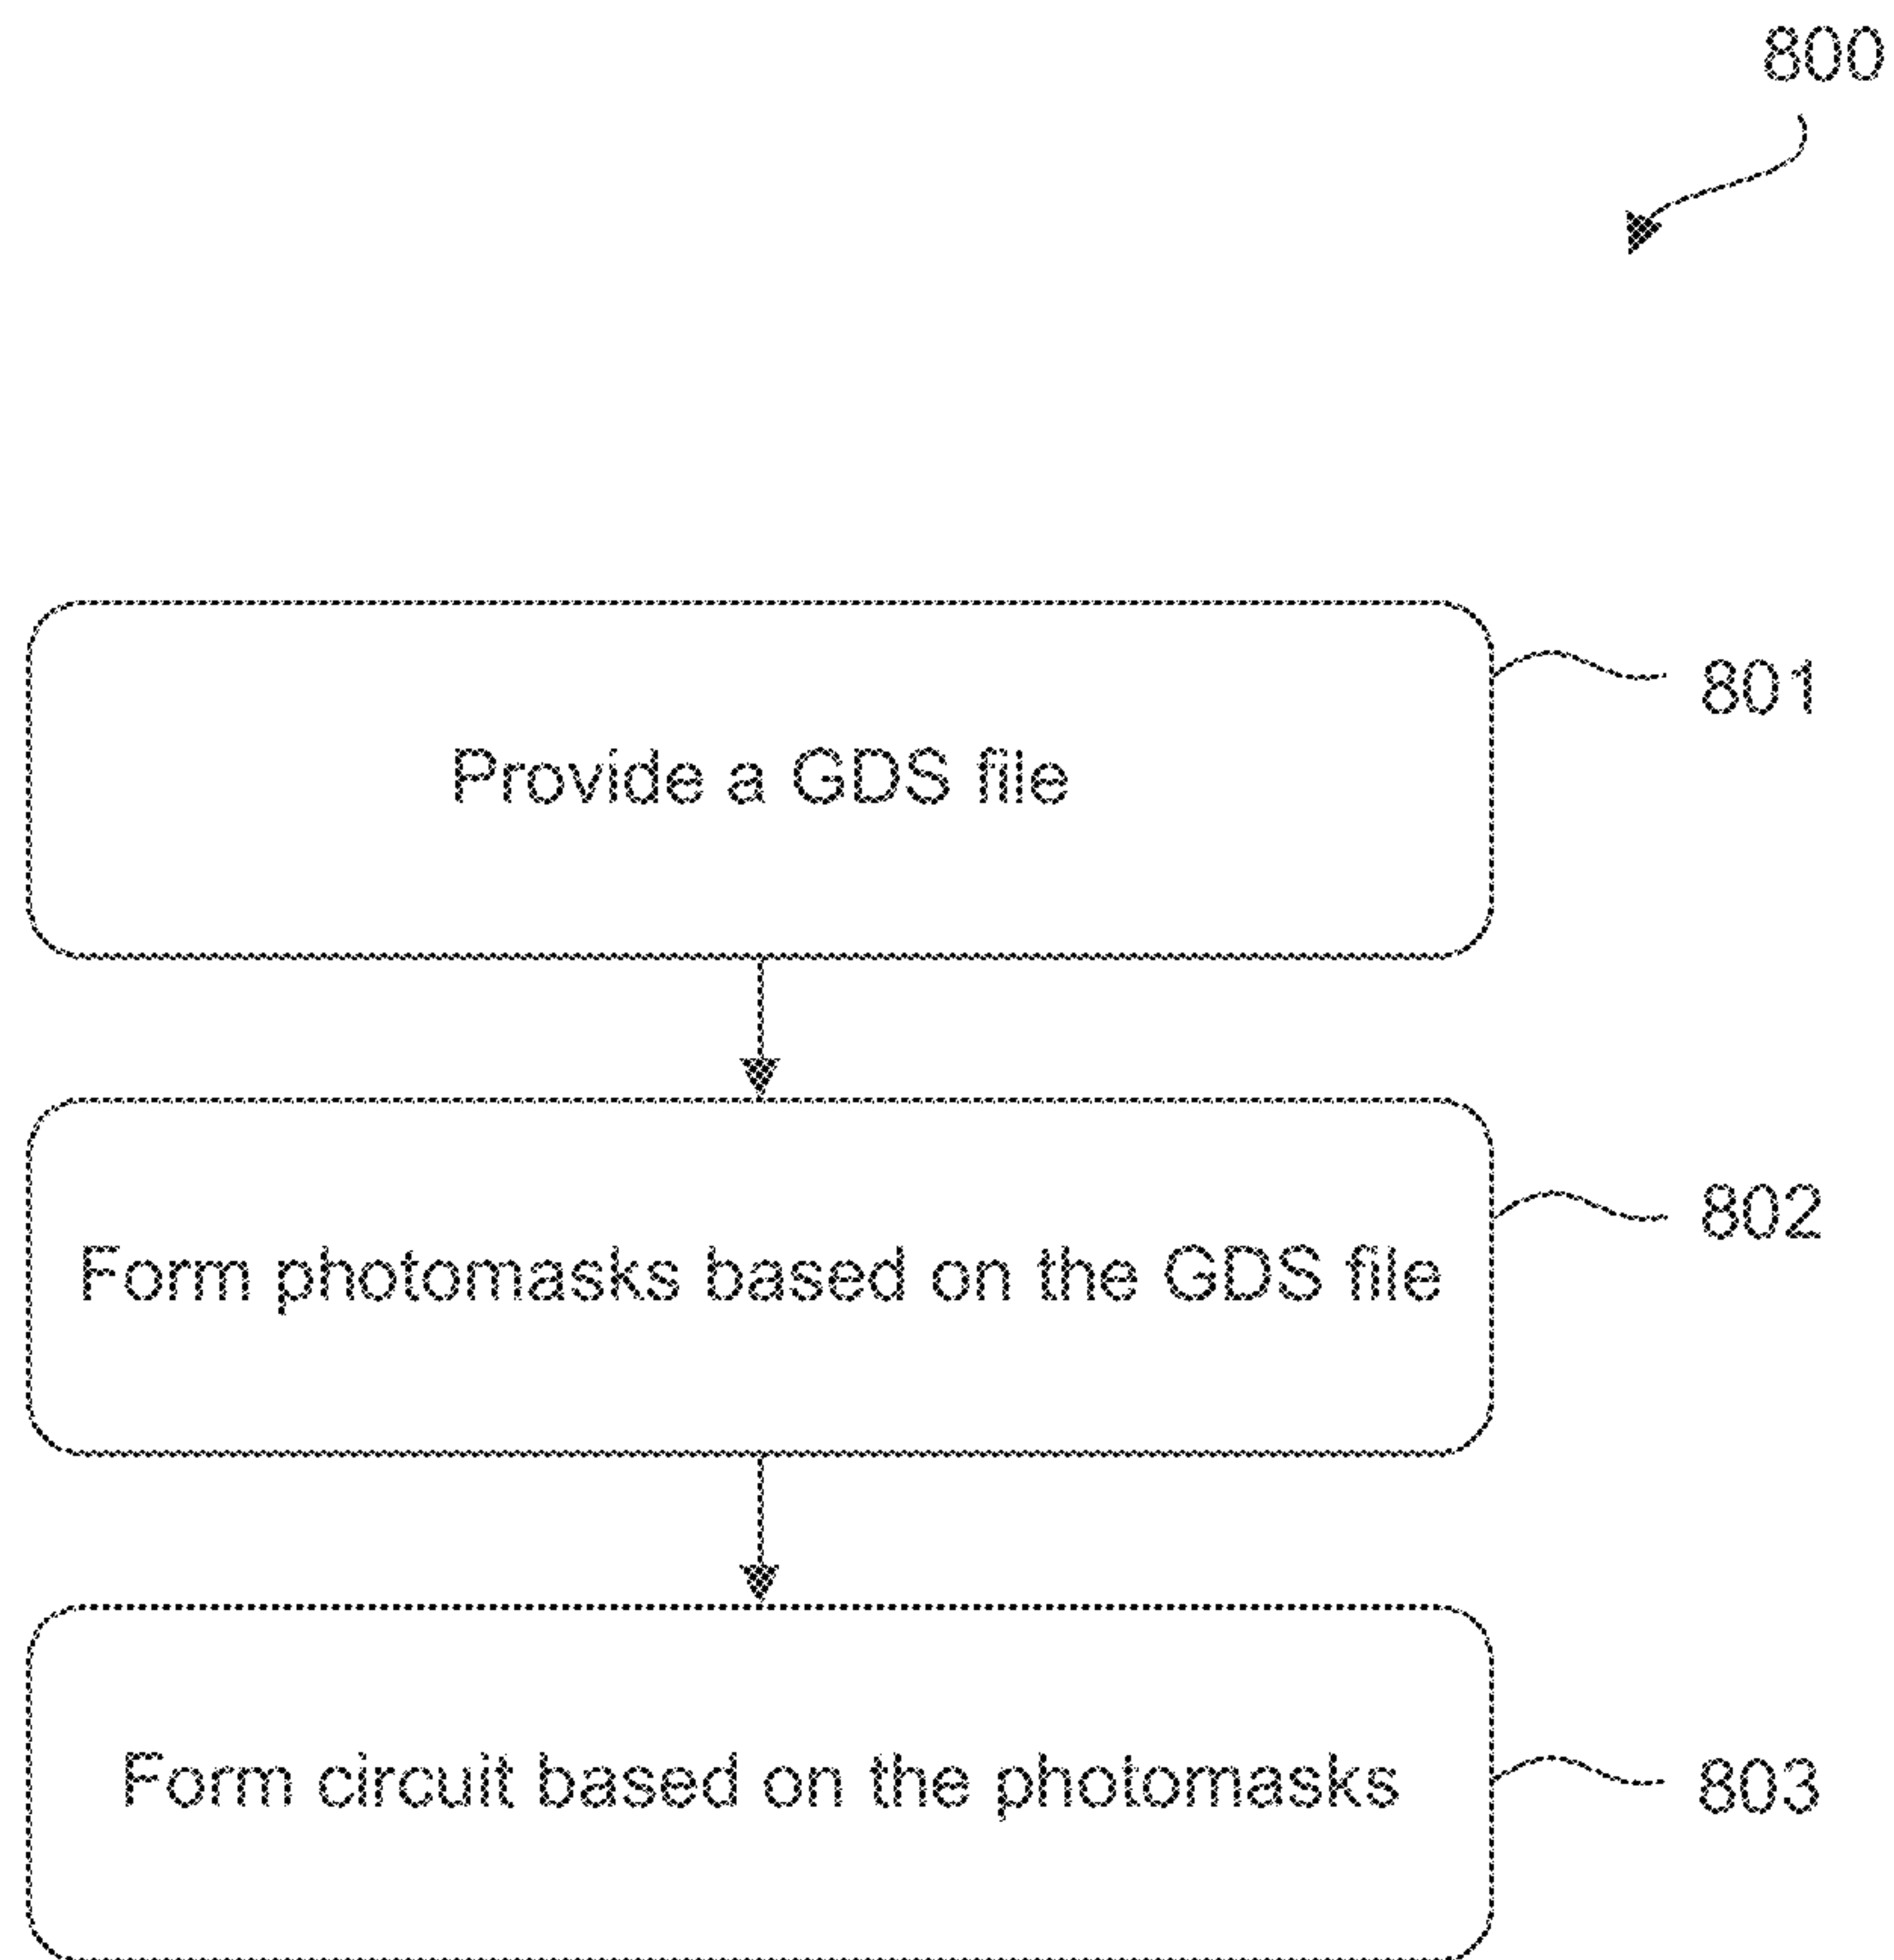 800
Provide a GDS file
801
Form photomasks based on the GDS file
802
Form circuit based on the photomasks
803